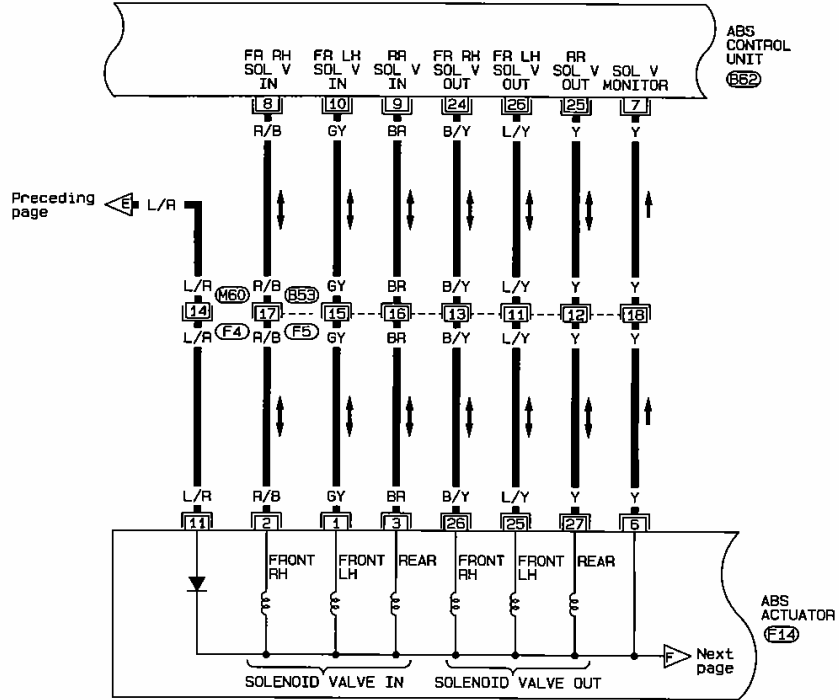 ABS
CONTROL
UNIT
B62
FR RH FR LH RR FR RH FR LH RR
SOL V SOL V SOL V SOL V SOL V SOL V SOL V
IN IN IN OUT OUT OUT MONITOR
8 10 9 24 26 25 7
R/B GY BR B/Y L/Y Y Y
Preceding
page
E L/R
L/R M60 R/B B53 GY BR B/Y L/Y Y Y
14 17 15 16 13 11 12 18
L/R F4 R/B F5 GY BR B/Y L/Y Y Y
L/R R/B GY BR B/Y L/Y Y Y
11 2 1 3 26 25 27 6
FRONT FRONT REAR FRONT FRONT REAR
RH LH RH LH
ABS
ACTUATOR
F14
F Next
page
SOLENOID VALVE IN SOLENOID VALVE OUT